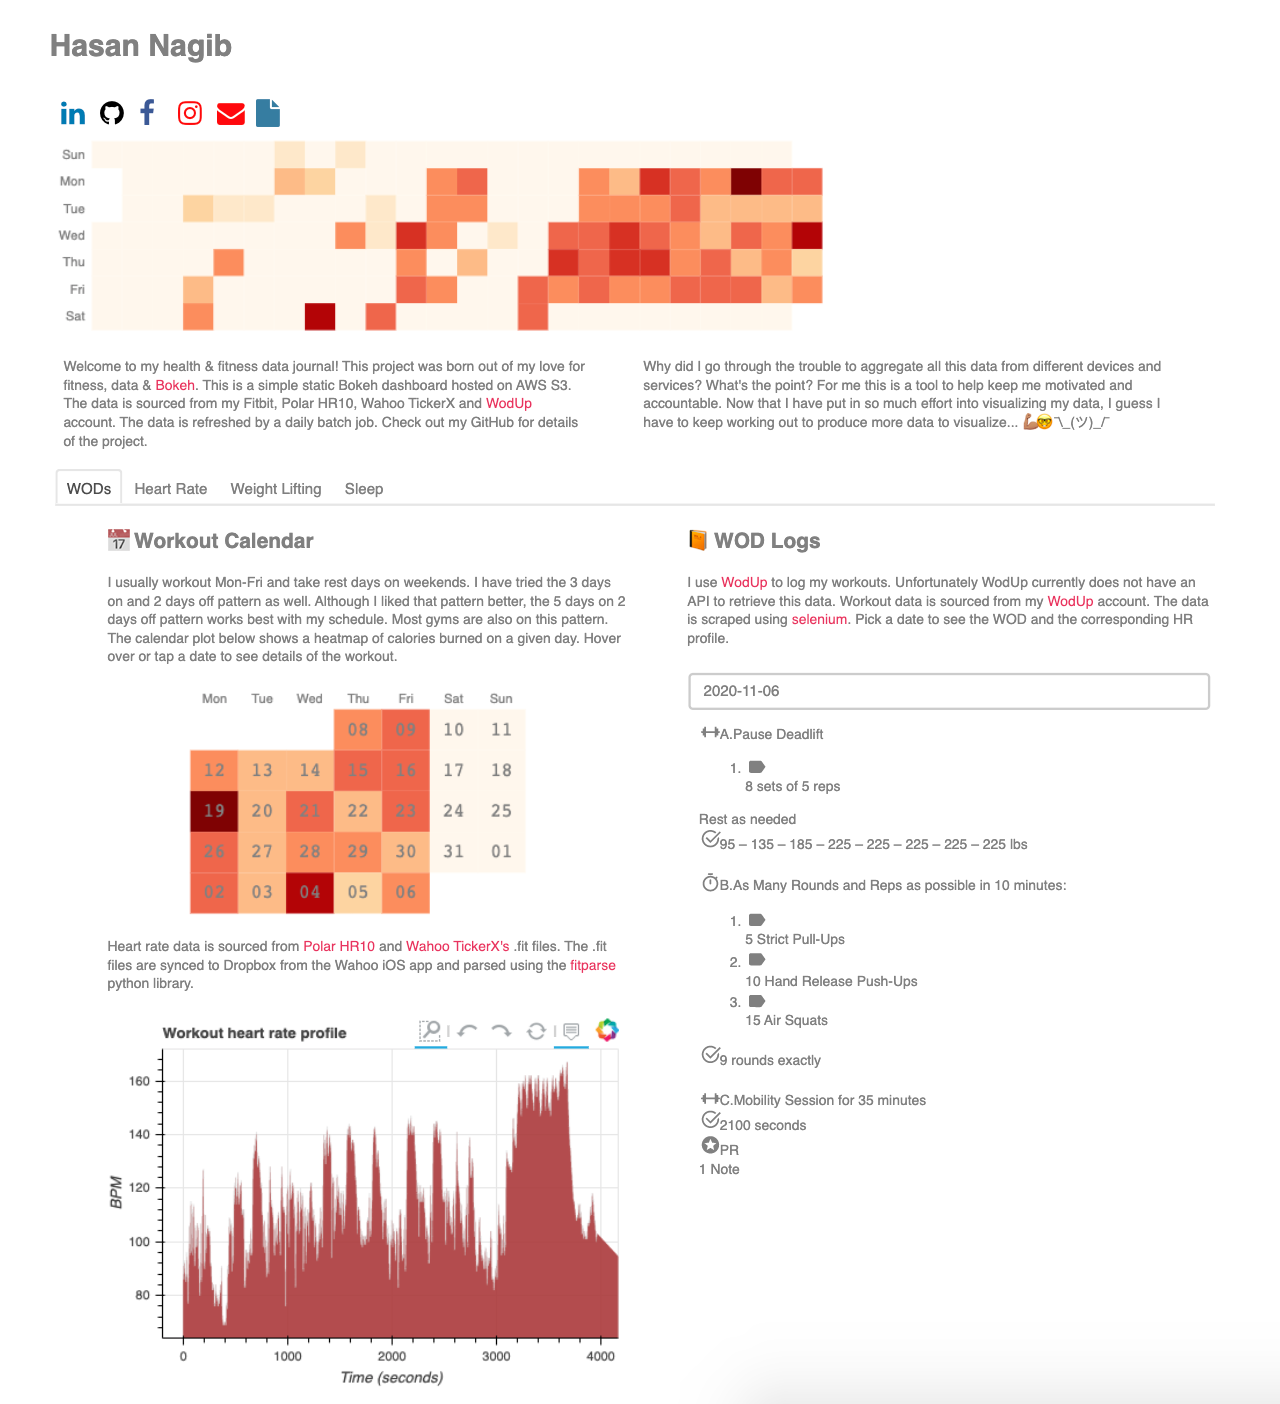 Hasan Nagib
Sun
Mon
Tue
Wed
Thu
Fri
Sat
Welcome to my health & fitness data journal! This project was born out of my love for
fitness, data & Bokeh. This is a simple static Bokeh dashboard hosted on AWS S3.
The data is sourced from my Fitbit, Polar HR10, Wahoo TickerX and WodUp
account. The data is refreshed by a daily batch job. Check out my GitHub for details
of the project.
Why did I go through the trouble to aggregate all this data from different devices and
services? What's the point? For me this is a tool to help keep me motivated and
accountable. Now that I have put in so much effort into visualizing my data, I guess I
have to keep working out to produce more data to visualize... 💪🏽🤓¯\_(ツ)_/¯
WODs Heart Rate Weight Lifting Sleep
📅 Workout Calendar
I usually workout Mon-Fri and take rest days on weekends. I have tried the 3 days
on and 2 days off pattern as well. Although I liked that pattern better, the 5 days on 2
days off pattern works best with my schedule. Most gyms are also on this pattern.
The calendar plot below shows a heatmap of calories burned on a given day. Hover
over or tap a date to see details of the workout.
Mon Tue Wed Thu Fri Sat Sun
08 09 10 11
12 13 14 15 16 17 18
19 20 21 22 23 24 25
26 27 28 29 30 31 01
02 03 04 05 06
Heart rate data is sourced from Polar HR10 and Wahoo TickerX's .fit files. The .fit
files are synced to Dropbox from the Wahoo iOS app and parsed using the fitparse
python library.
Workout heart rate profile
160
140
120
100
80
BPM
0 1000 2000 3000 4000
Time (seconds)
📙 WOD Logs
I use WodUp to log my workouts. Unfortunately WodUp currently does not have an
API to retrieve this data. Workout data is sourced from my WodUp account. The data
is scraped using selenium. Pick a date to see the WOD and the corresponding HR
profile.
2020-11-06
A.Pause Deadlift
1.
8 sets of 5 reps
Rest as needed
95 – 135 – 185 – 225 – 225 – 225 – 225 – 225 lbs
B.As Many Rounds and Reps as possible in 10 minutes:
1.
5 Strict Pull-Ups
2.
10 Hand Release Push-Ups
3.
15 Air Squats
9 rounds exactly
C.Mobility Session for 35 minutes
2100 seconds
PR
1 Note